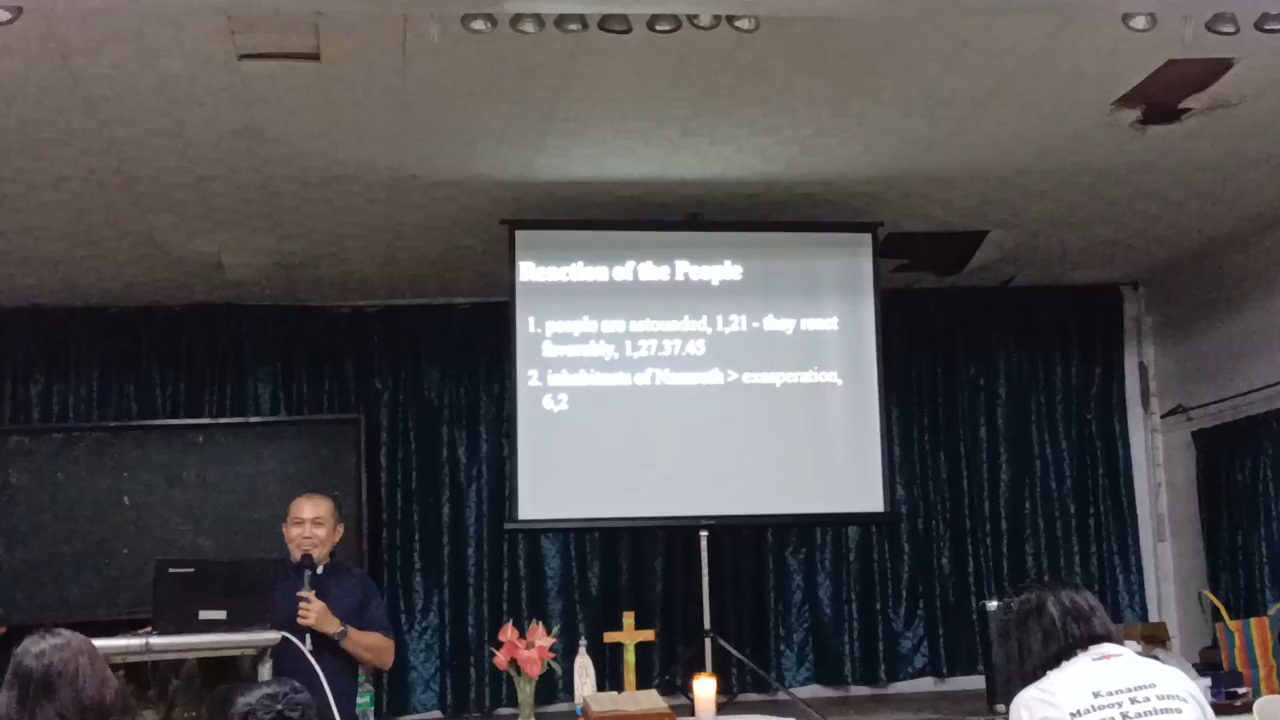 Reaction of the People
1. people are astounded, 1,21 - they react
favorably, 1,27.37.45
2. inhabitants of Nazareth > exasperation,
6,2
Kanamo
Malooy Ka unta
Kanimo